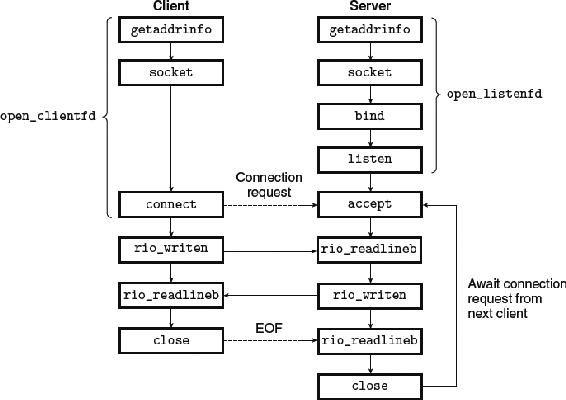 Client
Server
getaddrinfo
getaddrinfo
socket
socket
open_clientfd
open_listenfd
bind
listen
Connection
request
connect
accept
rio_writen
rio_readlineb
rio_readlineb
rio_writen
Await connection
request from
next client
EOF
close
rio_readlineb
close